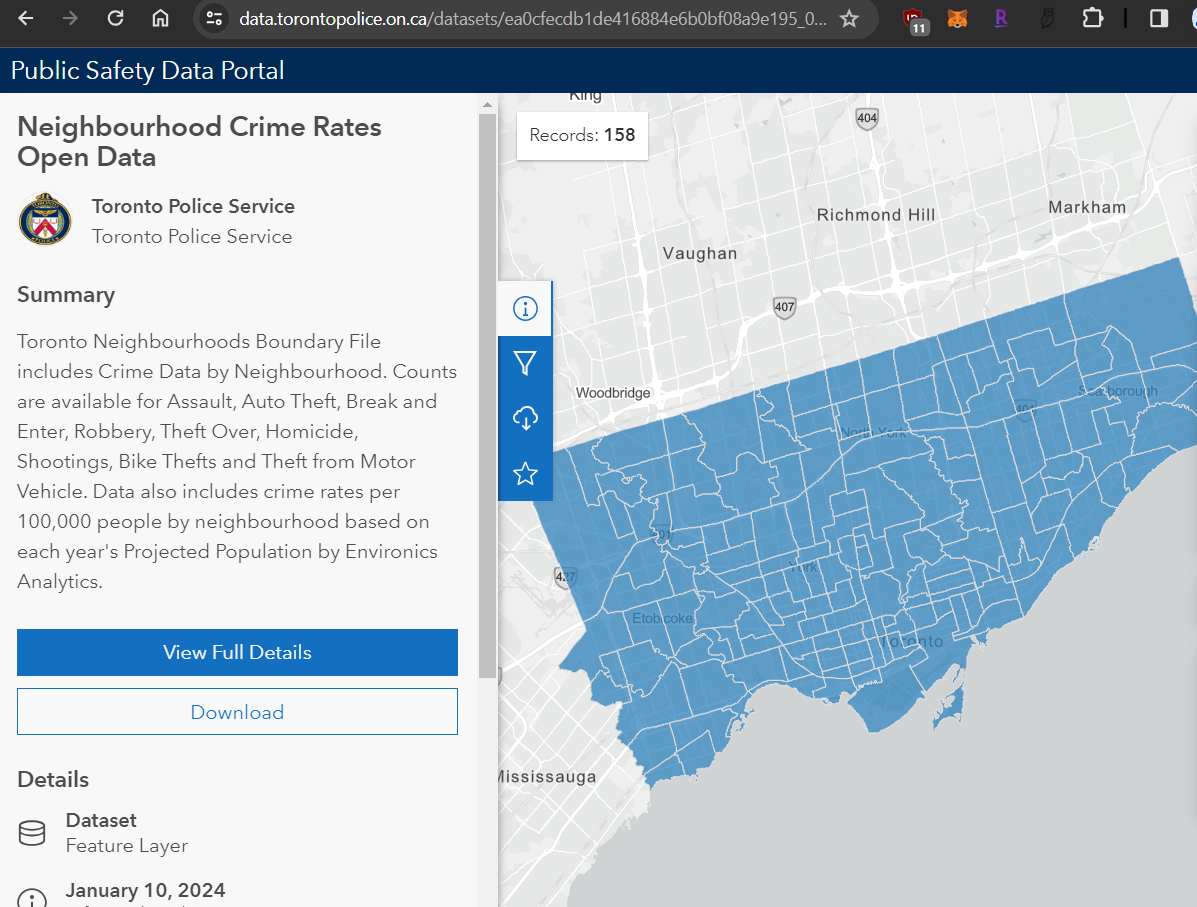 data.torontopolice.on.ca/datasets/ea0cfecdb1de416884e6b0bf08a9e195_0...
11
R
Public Safety Data Portal
Neighbourhood Crime Rates
Open Data
Toronto Police Service
Toronto Police Service
Summary
Toronto Neighbourhoods Boundary File
includes Crime Data by Neighbourhood. Counts
are available for Assault, Auto Theft, Break and
Enter, Robbery, Theft Over, Homicide,
Shootings, Bike Thefts and Theft from Motor
Vehicle. Data also includes crime rates per
100,000 people by neighbourhood based on
each year's Projected Population by Environics
Analytics.
View Full Details
Download
Details
Dataset
Feature Layer
January 10, 2024
King
Records: 158
404
Richmond Hill
Markham
Vaughan
407
Woodbridge
Scarborough
401
North York
401
York
427
Etobicoke
Toronto
Mississauga